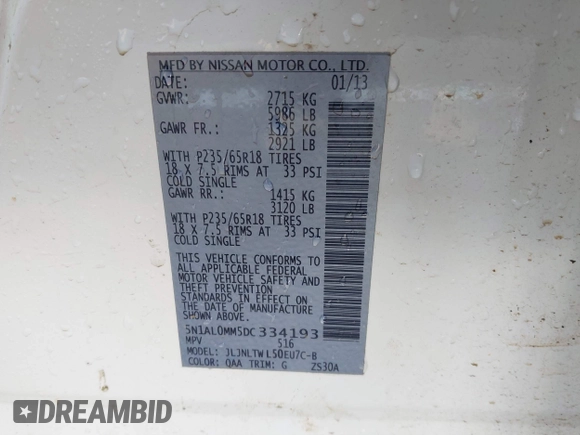 MFD BY NISSAN MOTOR CO., LTD.
DATE: 01/13
GVWR: 2715 KG
5986 LB
GAWR FR.: 1325 KG
2921 LB
WITH P235/65R18 TIRES
18 X 7.5 RIMS AT 33 PSI
COLD SINGLE
GAWR RR.: 1415 KG
3120 LB
WITH P235/65R18 TIRES
18 X 7.5 RIMS AT 33 PSI
COLD SINGLE
THIS VEHICLE CONFORMS TO
ALL APPLICABLE FEDERAL
MOTOR VEHICLE SAFETY AND
THEFT PREVENTION
STANDARDS IN EFFECT ON
THE DATE OF MANUFACTURE
SHOWN ABOVE
5N1AL0MM5DC334193
MPV 516
MODEL: JLJNLTWL50EU7C-B
COLOR: QAA TRIM: G ZS30A
DREAMBID